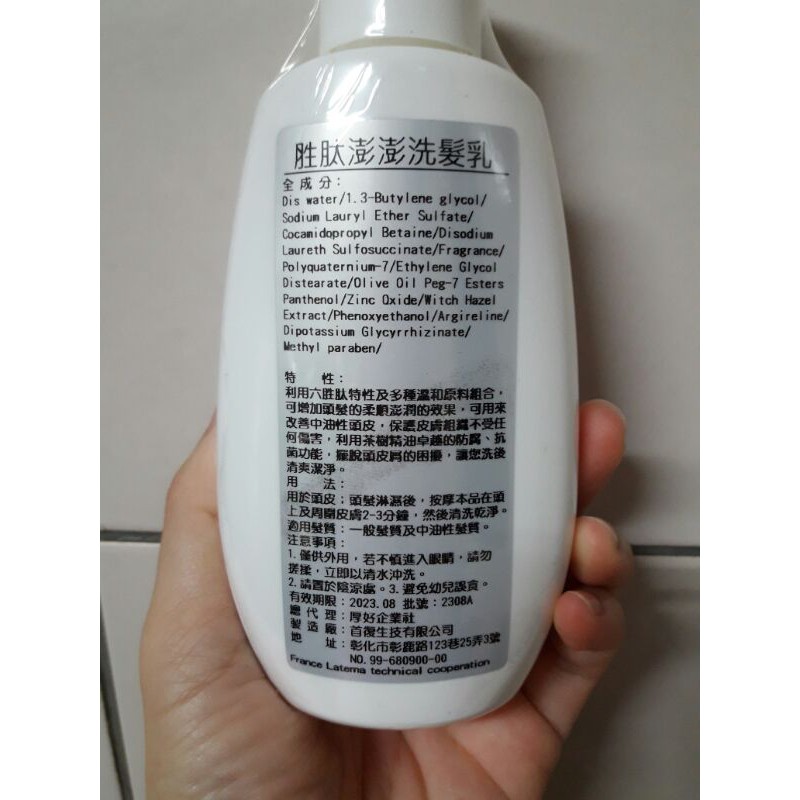 胜肽澎澎洗髮乳
全成分：
Dis water/1.3-Butylene glycol/
Sodium Lauryl Ether Sulfate/
Cocamidopropyl Betaine/Disodium
Laureth Sulfosuccinate/Fragrance/
Polyquaternium-7/Ethylene Glycol
Distearate/Olive Oil Peg-7 Esters
Panthenol/Zinc Oxide/Witch Hazel
Extract/Phenoxyethanol/Argireline/
Dipotassium Glycyrrhizinate/
Methyl paraben/
特　性：
利用六胜肽特性及多種溫和原料組合，
可增加頭髮的柔順澎潤的效果，可用來
改善中油性頭皮，保護皮膚組織不受任
何傷害，利用茶樹精油卓越的防腐、抗
菌功能，擺脫頭皮屑的困擾，讓您洗後
清爽潔淨。
用　法：
用於頭皮；頭髮淋濕後，按摩本品在頭
上及周圍皮膚2-3分鐘，然後清洗乾淨。
適用髮質：一般髮質及中油性髮質。
注意事項：
1.僅供外用，若不慎進入眼睛，請勿
搓揉，立即以清水沖洗。
2.請置於陰涼處。3.避免幼兒誤食。
有效期限：2023.08 批號：2308A
總代理：厚好企業社
製造廠：首復生技有限公司
地　址：彰化市彰鹿路123巷25弄3號
NO.99-680900-00
France Laterna technical cooperation